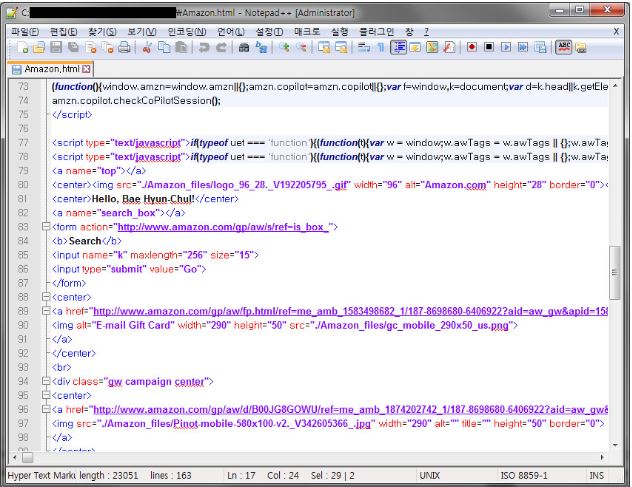 C:
₩Amazon.html - Notepad++ [Administrator]
파일(F) 편집(E) 찾기(S) 보기(V) 인코딩(N) 언어(L) 설정(T) 매크로 실행 플러그인 창 ? X
Amazon.html
73 (function(){window.amzn=window.amzn||{};amzn.copilot=amzn.copilot||{};var f=window,k=document;var d=k.head||k.getEle
74 amzn.copilot.checkCoPilotSession();
75 </script>
76
77 <script type="text/javascript">if(typeof uet === 'function'){(function(t){var w = window;w.awTags = w.awTags || {};w.awTag
78 <script type="text/javascript">if(typeof uet === 'function'){(function(t){var w = window;w.awTags = w.awTags || {};w.awTag
79 <a name="top"></a>
80 <center><img src="./Amazon_files/logo_96_28._V192205795_.gif" width="96" alt="Amazon.com" height="28" border="0"><
81 <center>Hello, Bae Hyun-Chul!</center>
82 <a name="search_box"></a>
83 <form action="http://www.amazon.com/gp/aw/s/ref=is_box_">
84 <b>Search</b>
85 <input name="k" maxlength="256" size="15">
86 <input type="submit" value="Go">
87 </form>
88 <center>
89 <a href="http://www.amazon.com/gp/aw/fp.html/ref=me_amb_1583498682_1/187-8698680-6406922?aid=aw_gw&apid=158
90 <img alt="E-mail Gift Card" width="290" height="50" src="./Amazon_files/gc_mobile_290x50_us.png">
91 </a>
92 </center>
93 <br>
94 <div class="gw campaign center">
95 <center>
96 <a href="http://www.amazon.com/gp/aw/d/B00JG8GOWU/ref=me_amb_1874202742_1/187-8698680-6406922?aid=aw_gw&
97 <img src="./Amazon_files/Pinot-mobile-580x100-v2._V342605366_.jpg" width="290" alt="" title="" height="50" border="0">
98 </a>
99 </center>
Hyper Text Marku length : 23051 lines : 163 Ln : 17 Col : 24 Sel : 29 | 2 UNIX ISO 8859-1 INS